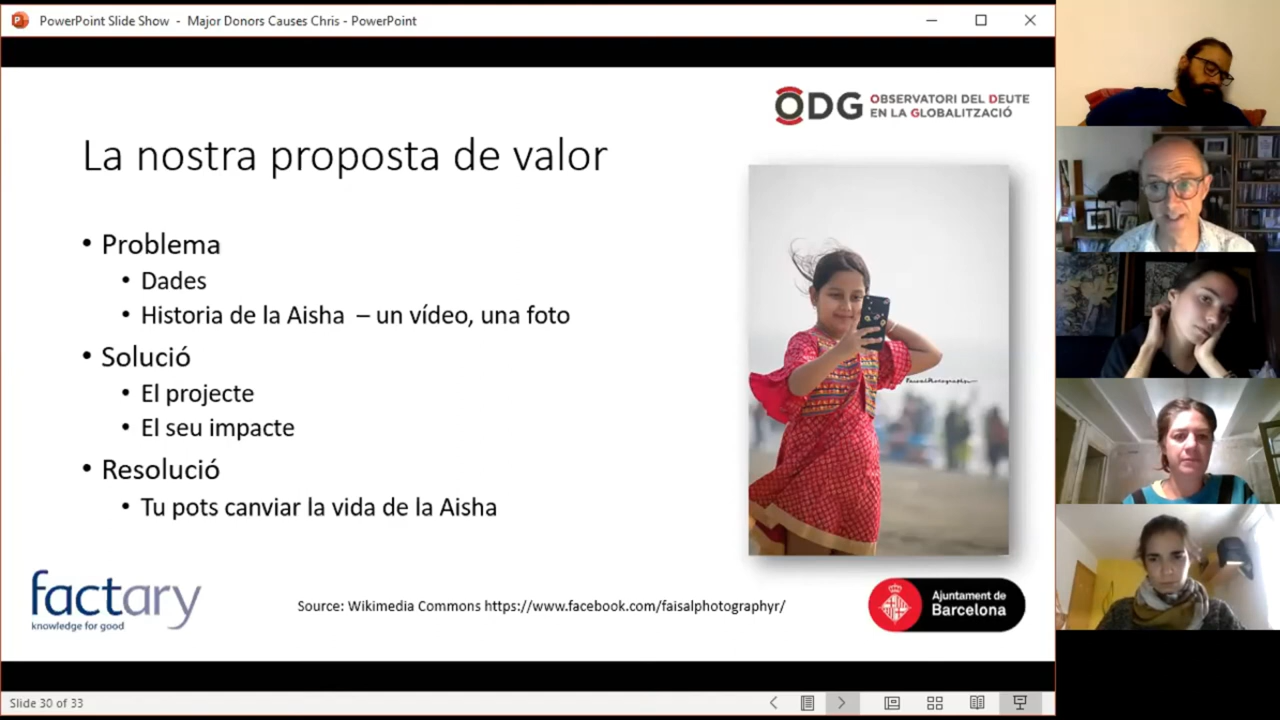 PowerPoint Slide Show - Major Donors Causes Chris - PowerPoint
ODG OBSERVATORI DEL DEUTE
EN LA GLOBALITZACIÓ
La nostra proposta de valor
• Problema
• Dades
• Historia de la Aisha – un vídeo, una foto
• Solució
• El projecte
• El seu impacte
• Resolució
• Tu pots canviar la vida de la Aisha
factary
knowledge for good
Source: Wikimedia Commons https://www.facebook.com/faisalphotographyr/
Ajuntament de
Barcelona
Slide 30 of 33